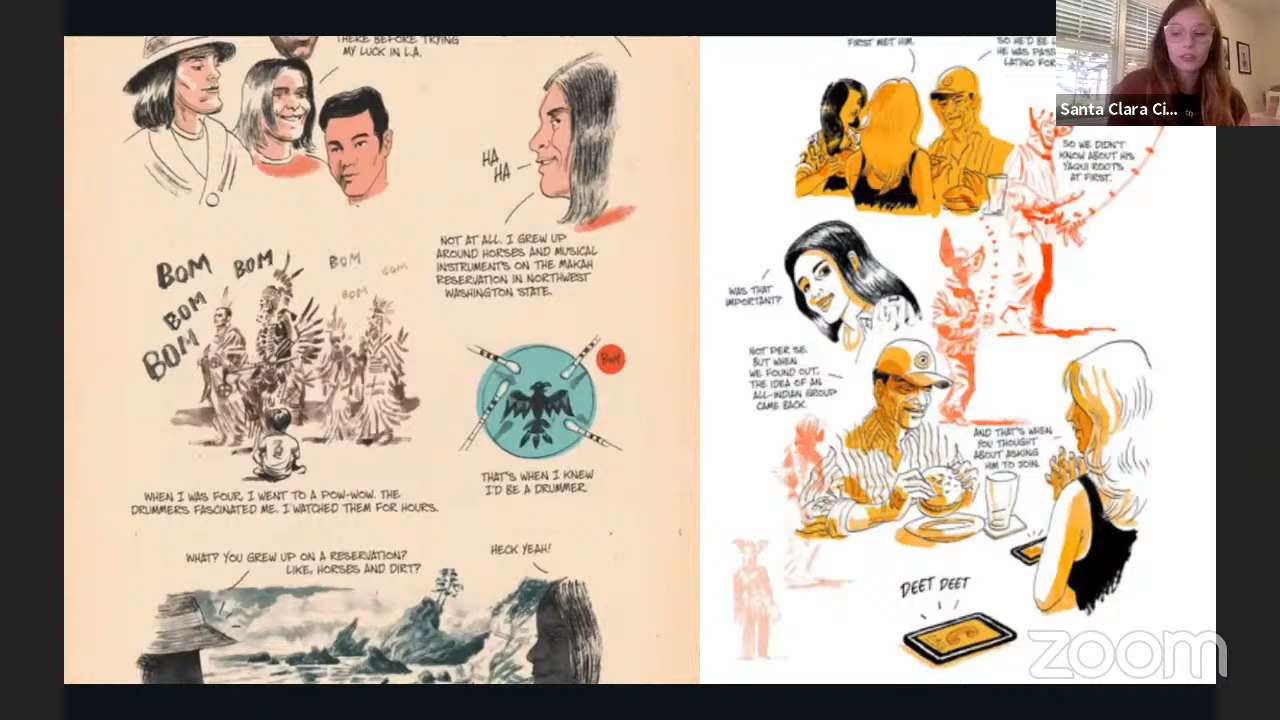 THERE BEFORE TRYING
MY LUCK IN L.A.
HA
HA
NOT AT ALL. I GREW UP
AROUND HORSES AND MUSICAL
INSTRUMENTS ON THE MAKAH
RESERVATION IN NORTHWEST
WASHINGTON STATE.
BOM
BOM
BOM
BOM
BOM
BOM
BOM
BOM
WHEN I WAS FOUR, I WENT TO A POW-WOW. THE
DRUMMERS FASCINATED ME. I WATCHED THEM FOR HOURS.
THAT'S WHEN I KNEW
I'D BE A DRUMMER.
WHAT? YOU GREW UP ON A RESERVATION?
LIKE, HORSES AND DIRT?
HECK YEAH!
FIRST MET HIM.
SO HE'D BE
HE WAS PASS
LATINO FOR
SO WE DIDN'T
KNOW ABOUT HIS
YAQUI ROOTS
AT FIRST.
WAS THAT
IMPORTANT?
NOT PER SE.
BUT WHEN
WE FOUND OUT,
THE IDEA OF AN
ALL-INDIAN GROUP
CAME BACK.
AND THAT'S WHEN
YOU THOUGHT
ABOUT ASKING
HIM TO JOIN.
DEET DEET
Santa Clara Ci...
zoom